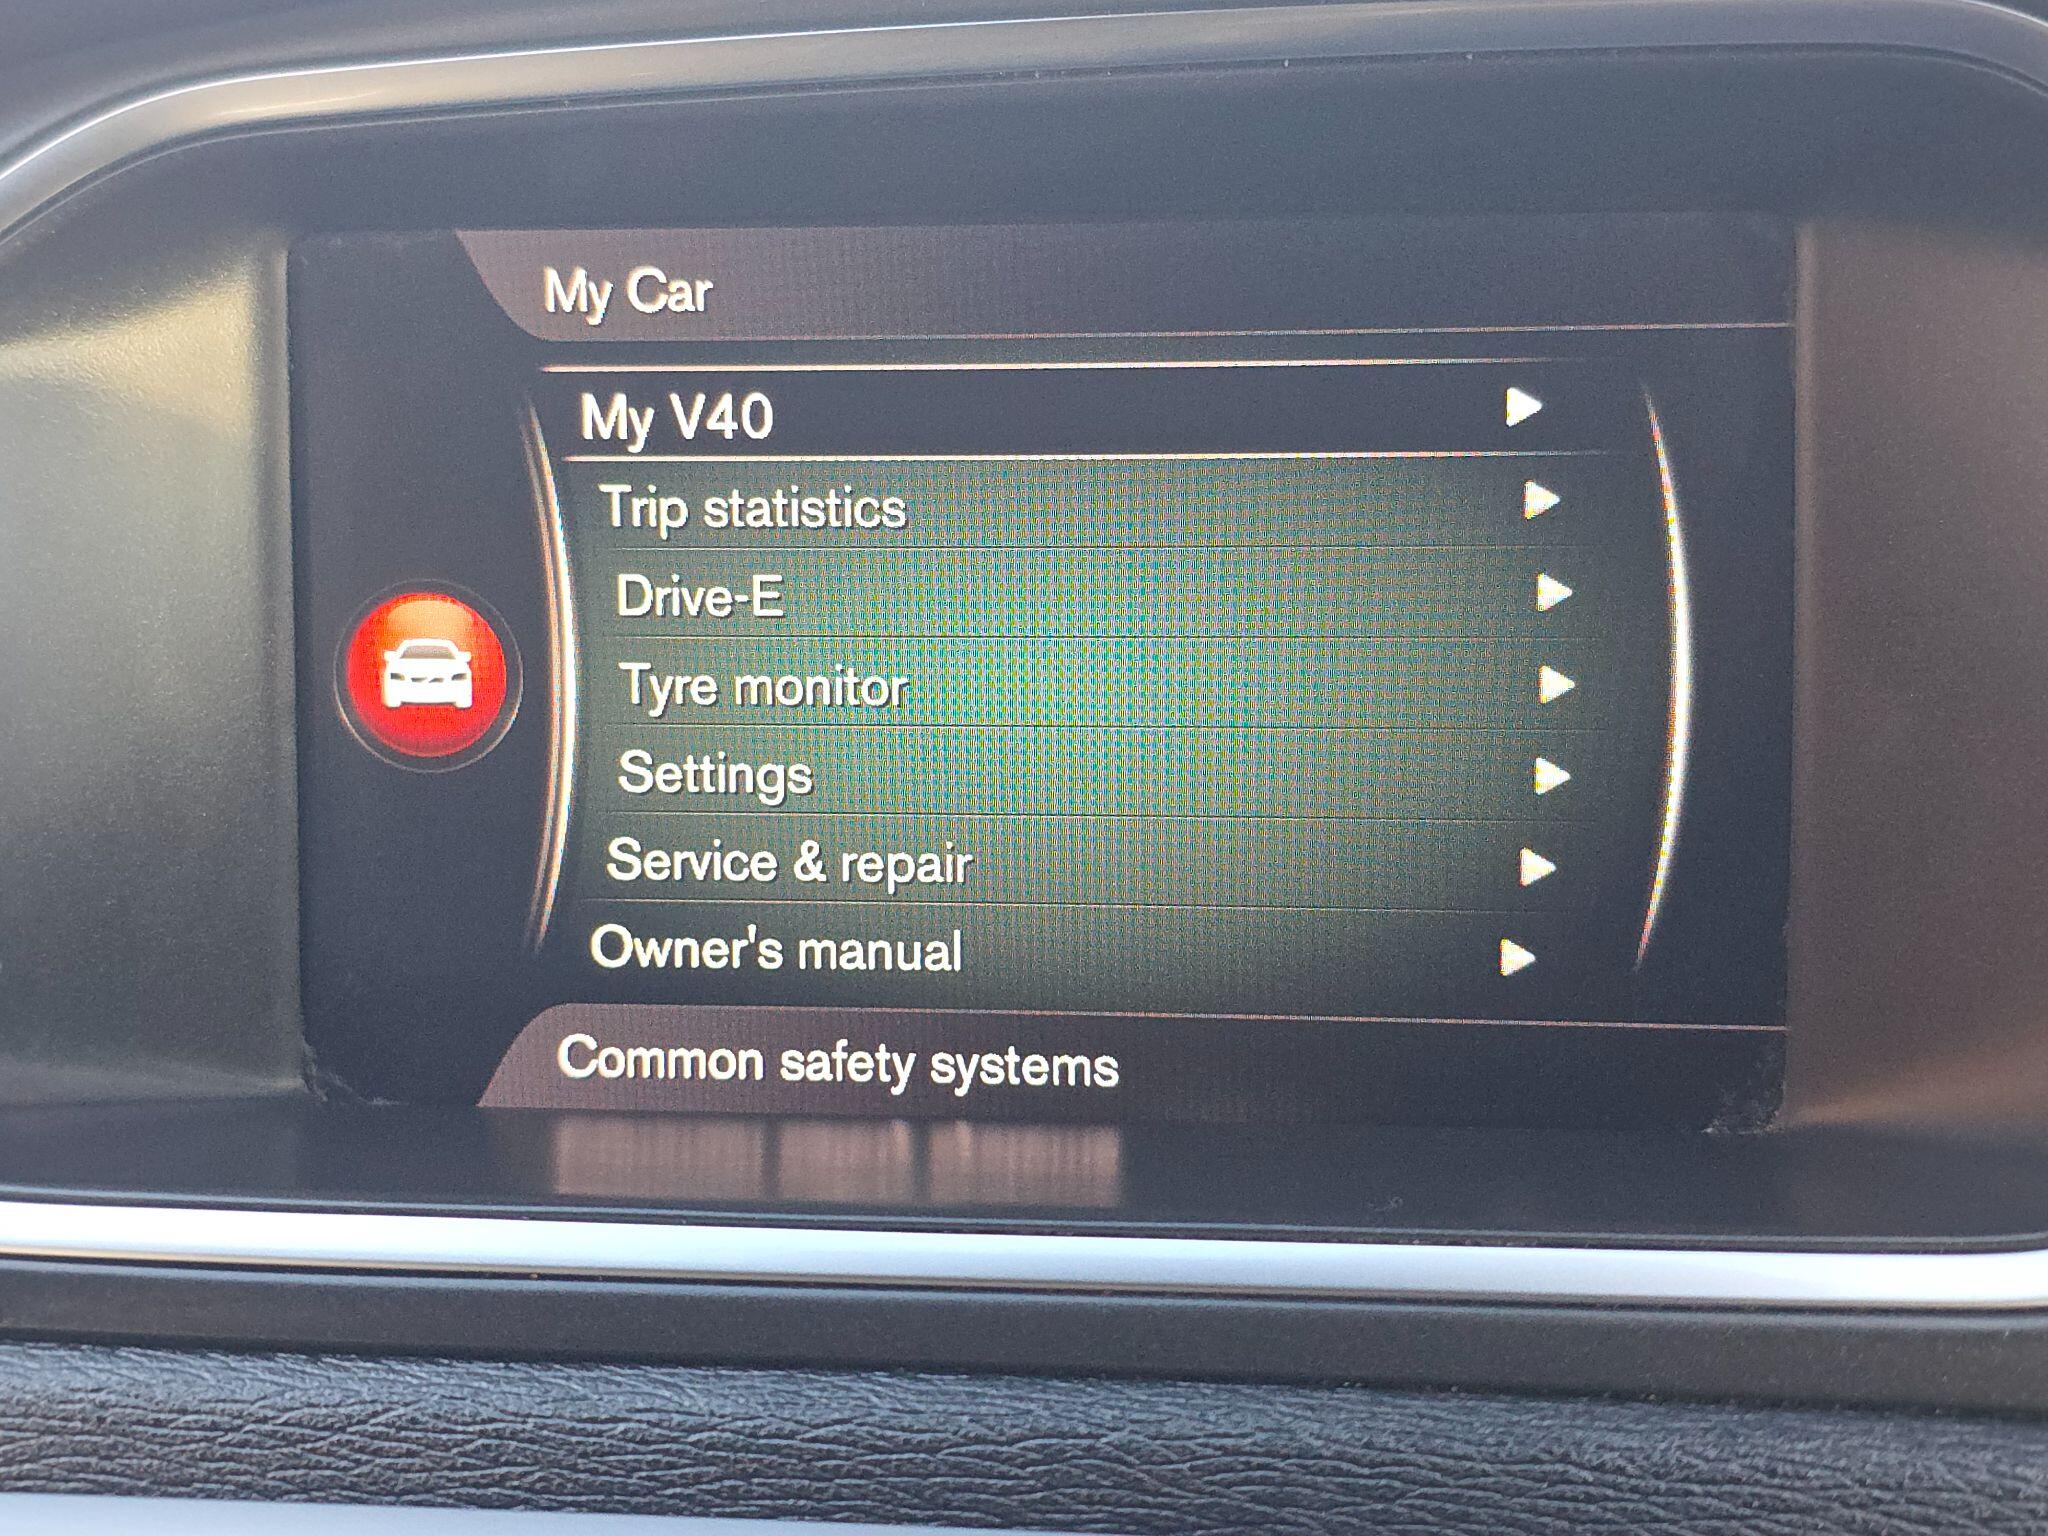 My Car
My V40
Trip statistics
Drive-E
Tyre monitor
Settings
Service & repair
Owner's manual
Common safety systems